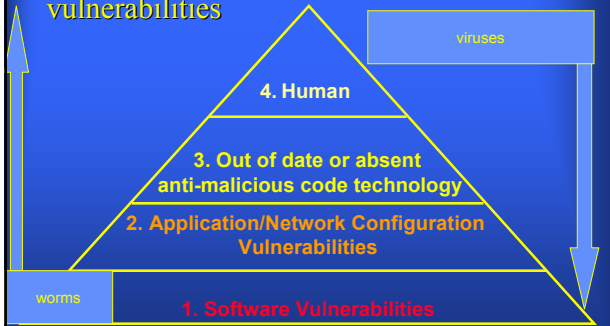 vulnerabilities
viruses
4. Human
3. Out of date or absent
anti-malicious code technology
2. Application/Network Configuration
Vulnerabilities
worms
1. Software Vulnerabilities